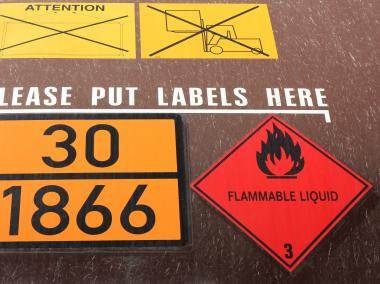 ATTENTION
LEASE PUT LABELS HERE
30
1866
FLAMMABLE LIQUID
3